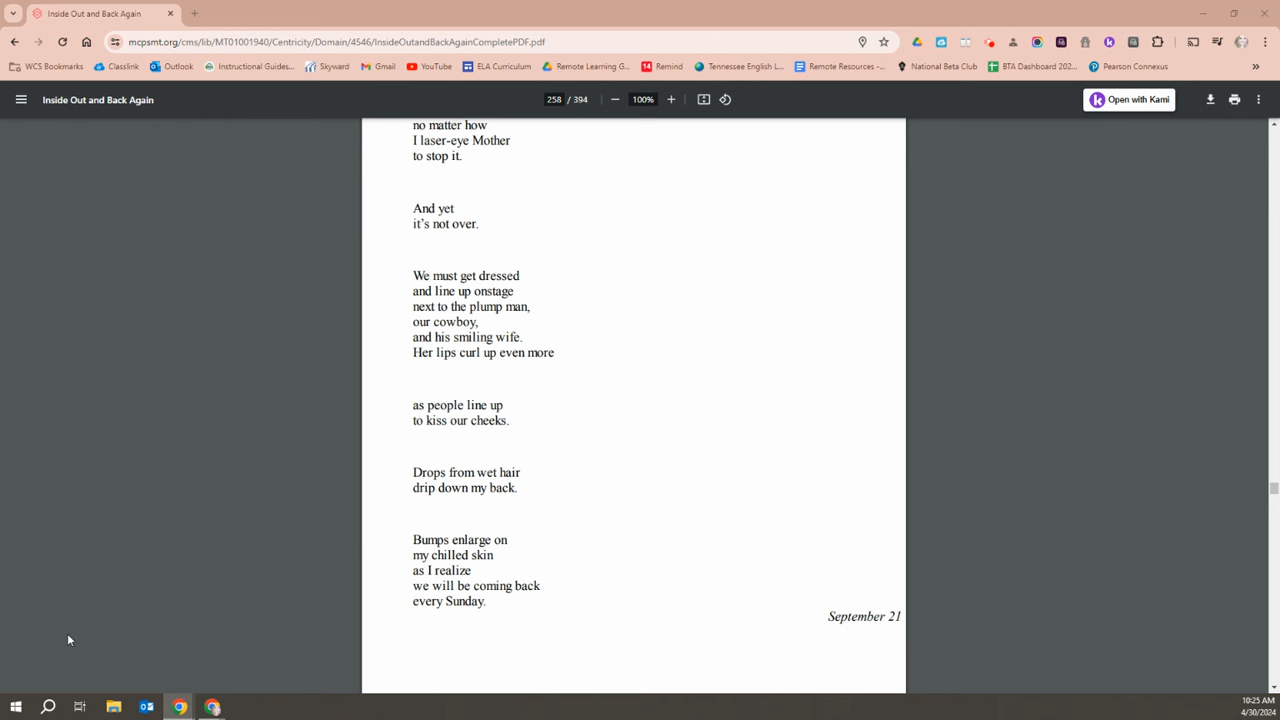 Inside Out and Back Again
mcpsmt.org/cms/lib/MT01001940/Centricity/Domain/4546/InsideOutandBackAgainCompletePDF.pdf
WCS Bookmarks Classlink Outlook Instructional Guides... Skyward Gmail YouTube ELA Curriculum Remote Learning G... Remind Tennessee English L... Remote Resources -... National Beta Club BTA Dashboard 202... Pearson Connexus
Inside Out and Back Again 258 / 394 100% Open with Kami
no matter how
I laser-eye Mother
to stop it.
And yet
it's not over.
We must get dressed
and line up onstage
next to the plump man,
our cowboy,
and his smiling wife.
Her lips curl up even more
as people line up
to kiss our cheeks.
Drops from wet hair
drip down my back.
Bumps enlarge on
my chilled skin
as I realize
we will be coming back
every Sunday.
September 21
10:25 AM
4/30/2024